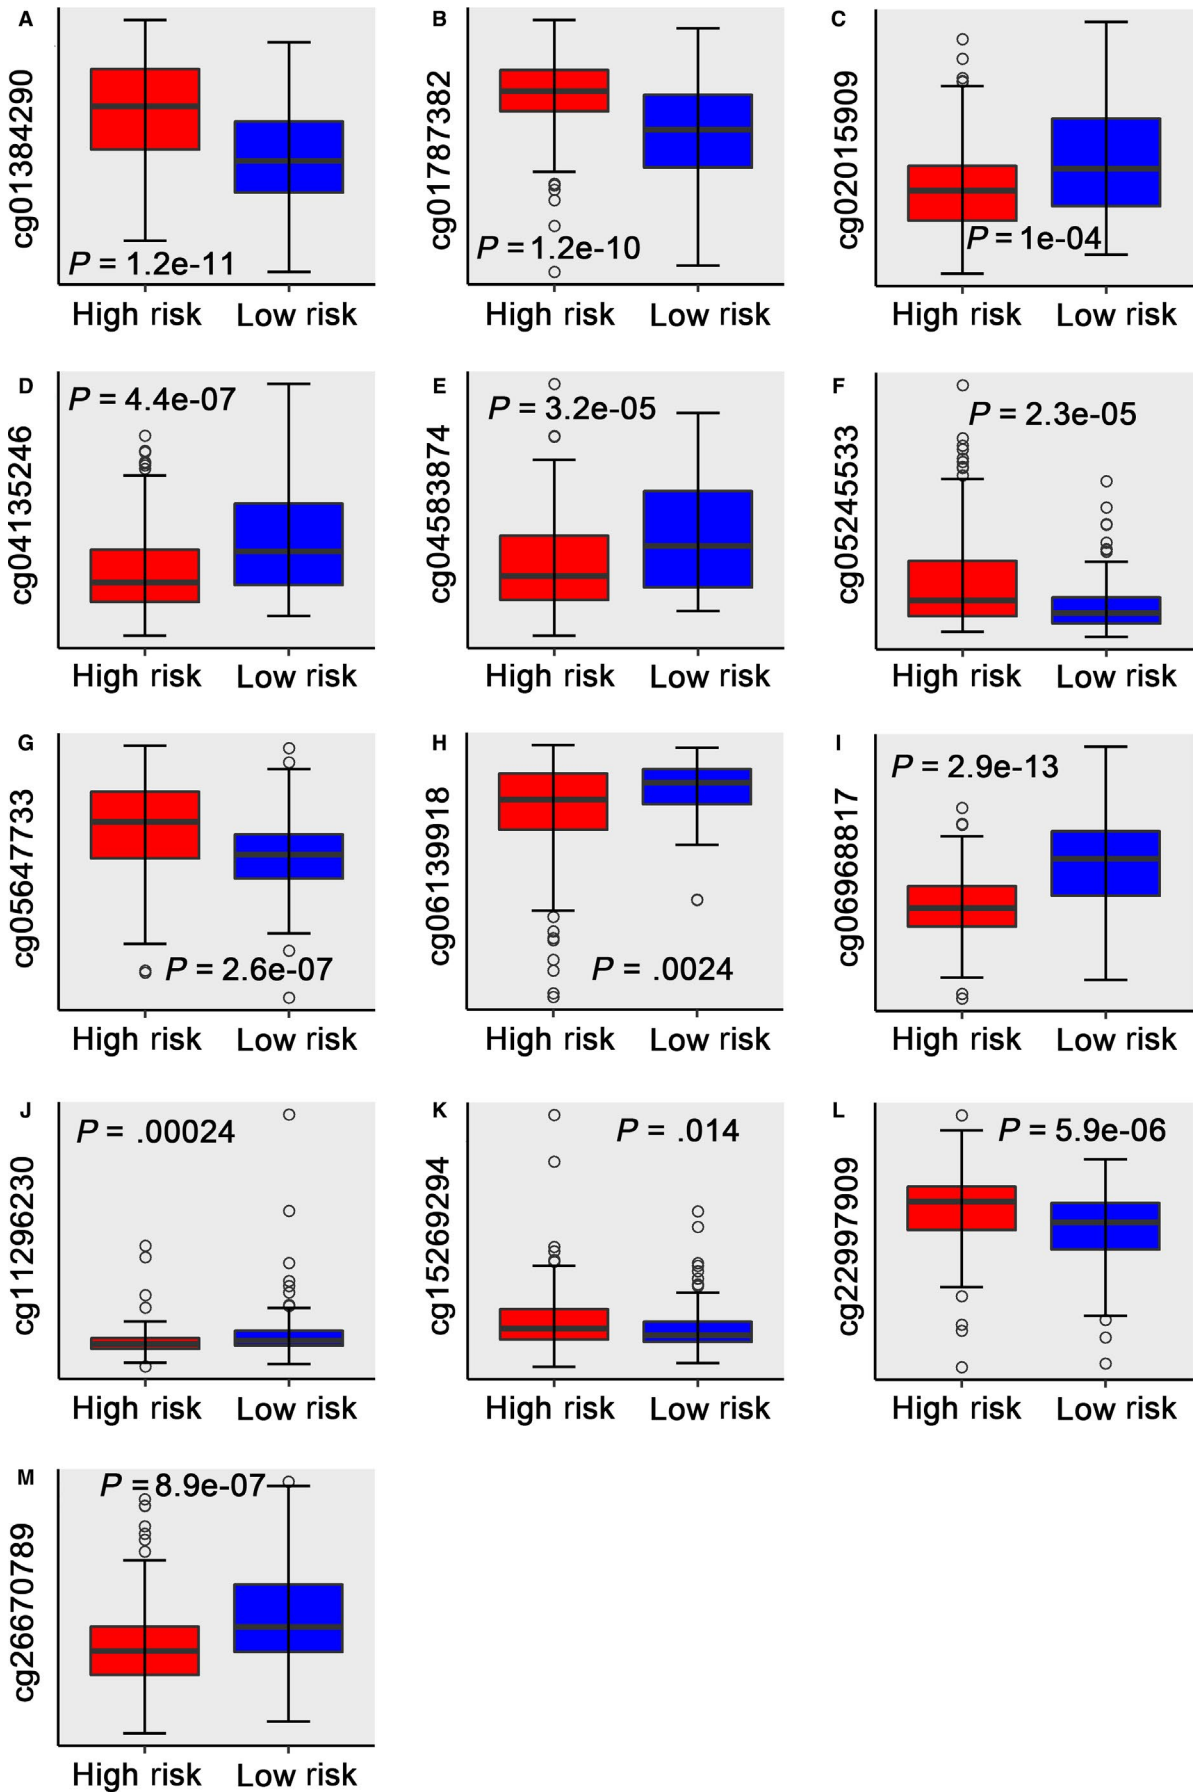 A
cg01384290
P = 1.2e-11
High risk
Low risk
B
cg01787382
P = 1.2e-10
High risk
Low risk
C
cg02015909
P = 1e-04
High risk
Low risk
D
cg04135246
P = 4.4e-07
High risk
Low risk
E
cg04583874
P = 3.2e-05
High risk
Low risk
F
cg05245533
P = 2.3e-05
High risk
Low risk
G
cg05647733
P = 2.6e-07
High risk
Low risk
H
cg06139918
P = .0024
High risk
Low risk
I
cg06968817
P = 2.9e-13
High risk
Low risk
J
cg11296230
P = .00024
High risk
Low risk
K
cg15269294
P = .014
High risk
Low risk
L
cg22997909
P = 5.9e-06
High risk
Low risk
M
cg26670789
P = 8.9e-07
High risk
Low risk